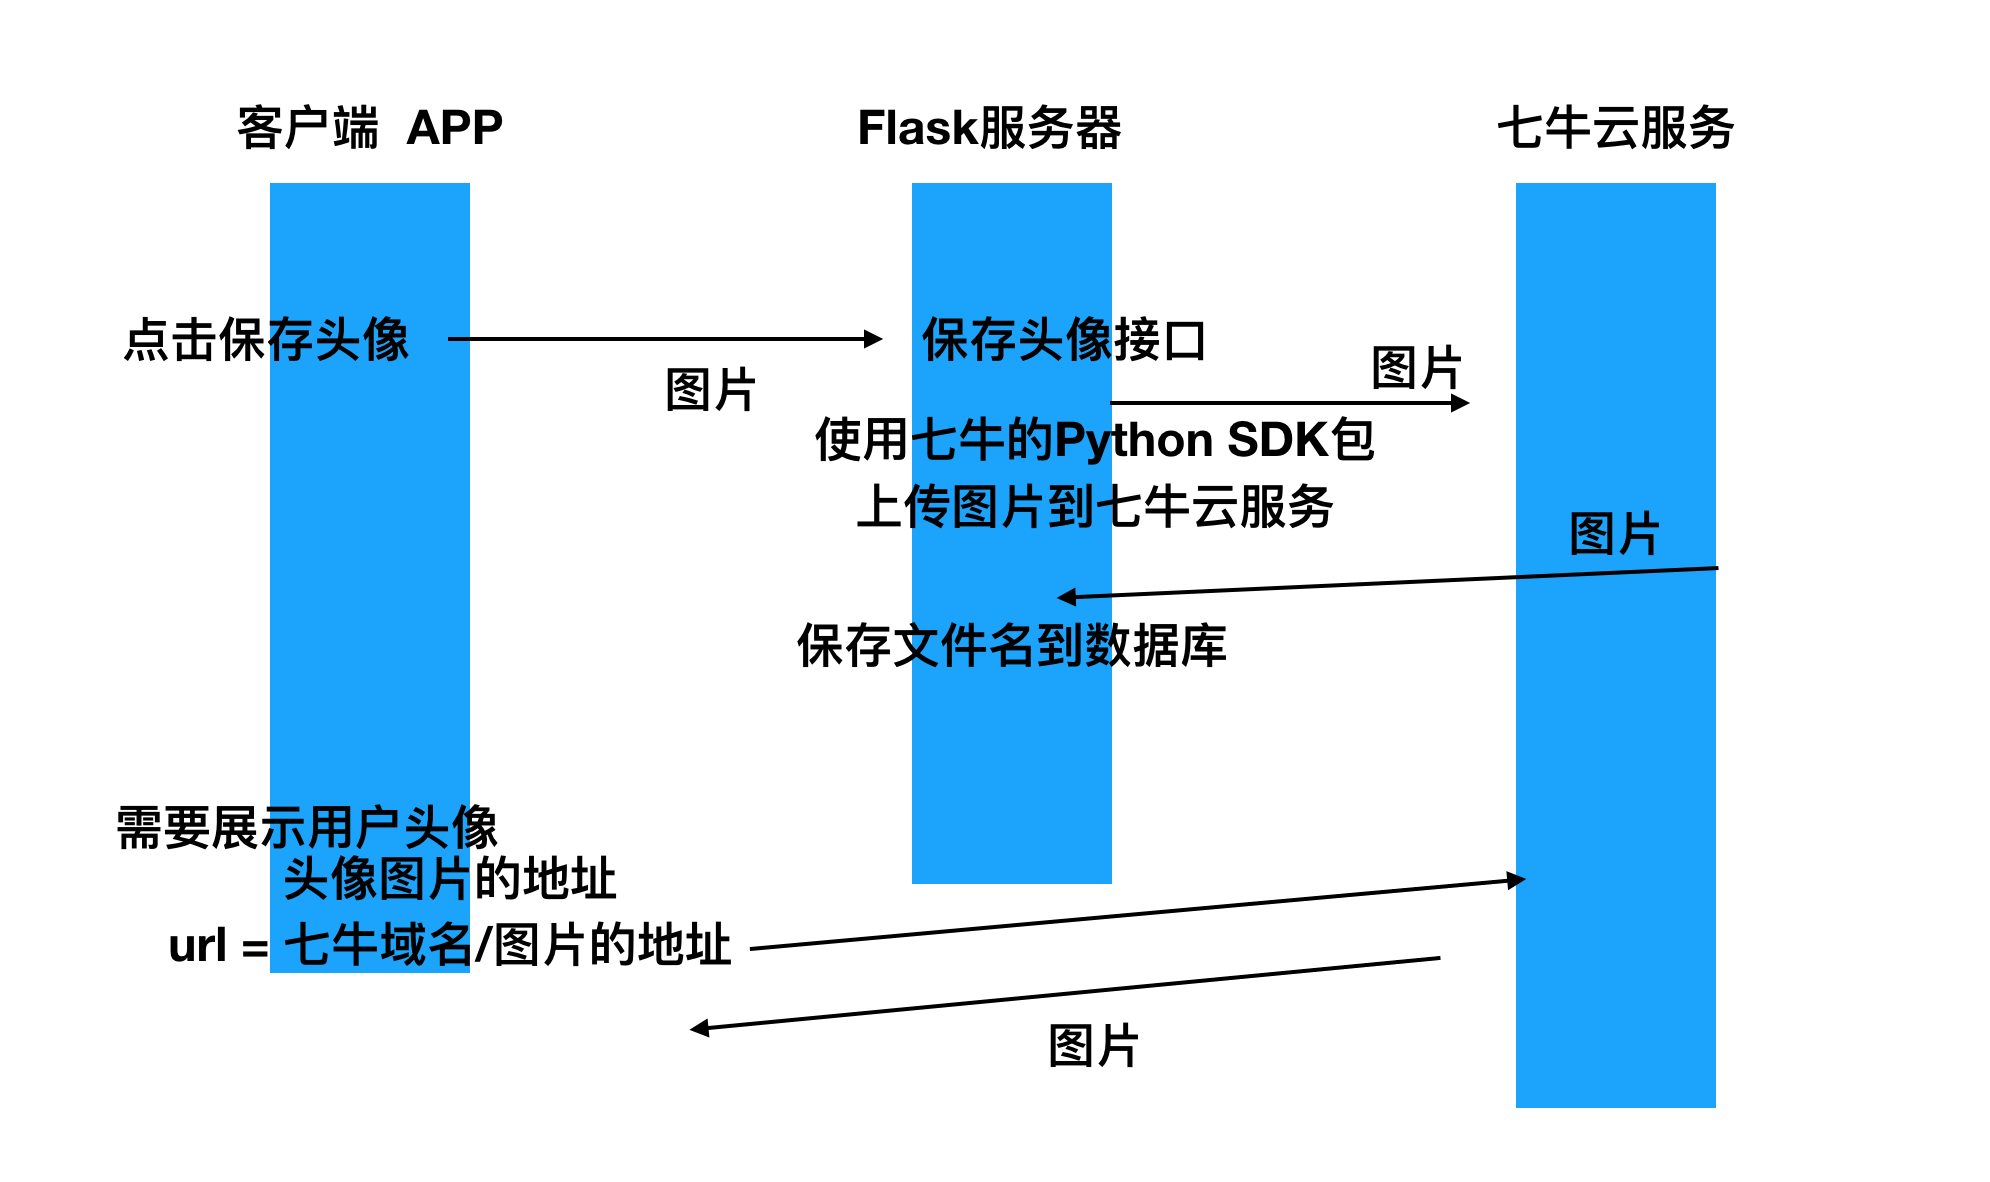 客户端 APP
Flask服务器
七牛云服务
点击保存头像
图片
保存头像接口
图片
使用七牛的Python SDK包
上传图片到七牛云服务
图片
保存文件名到数据库
需要展示用户头像
头像图片的地址
url = 七牛域名/图片的地址
图片